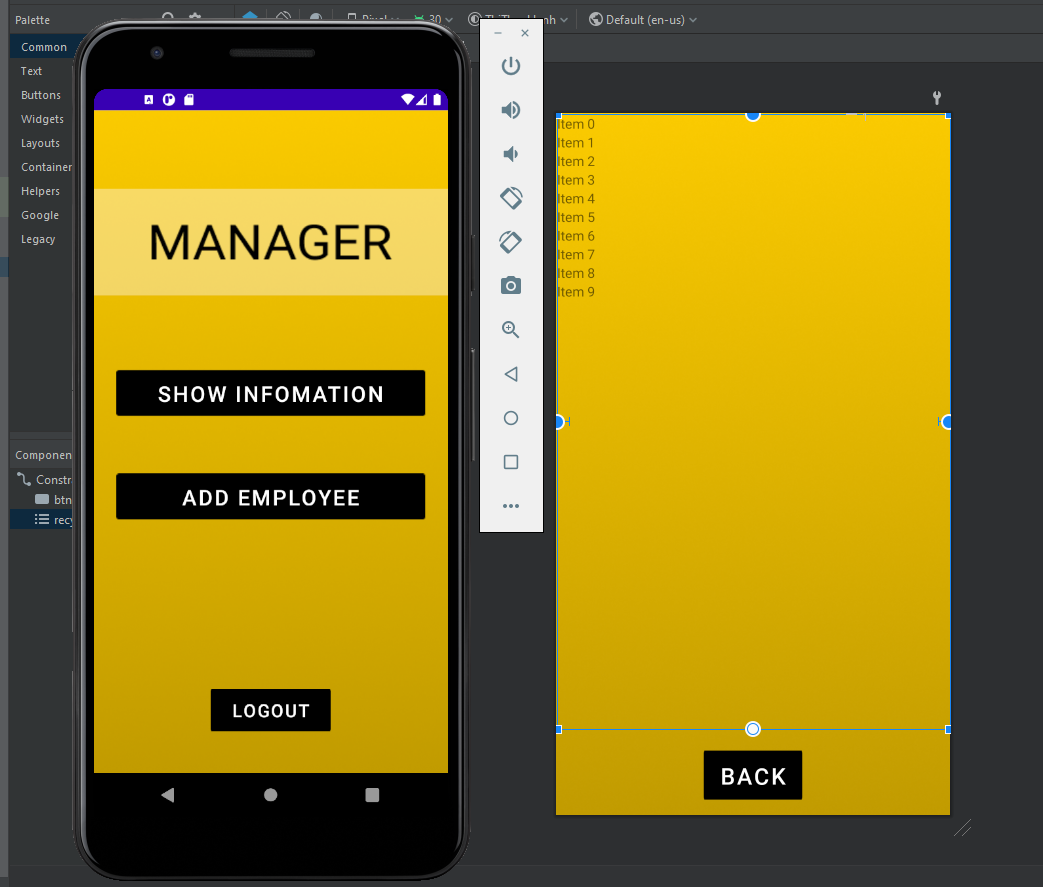 Palette
30
Default (en-us)
Common
Text
Buttons
Widgets
Layouts
Container
Helpers
Google
Legacy
Componen
Constr
btn
recy
MANAGER
SHOW INFOMATION
ADD EMPLOYEE
LOGOUT
Item 0
Item 1
Item 2
Item 3
Item 4
Item 5
Item 6
Item 7
Item 8
Item 9
BACK